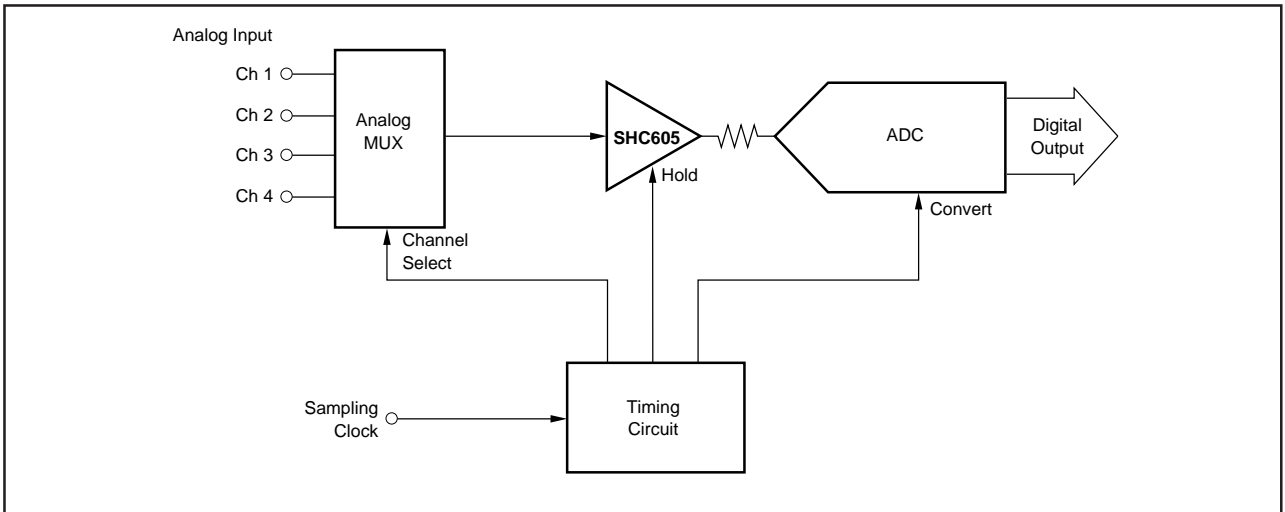 Analog Input
Ch 1
Ch 2
Ch 3
Ch 4
Analog
MUX
Channel
Select
SHC605
Hold
ADC
Convert
Digital
Output
Sampling
Clock
Timing
Circuit